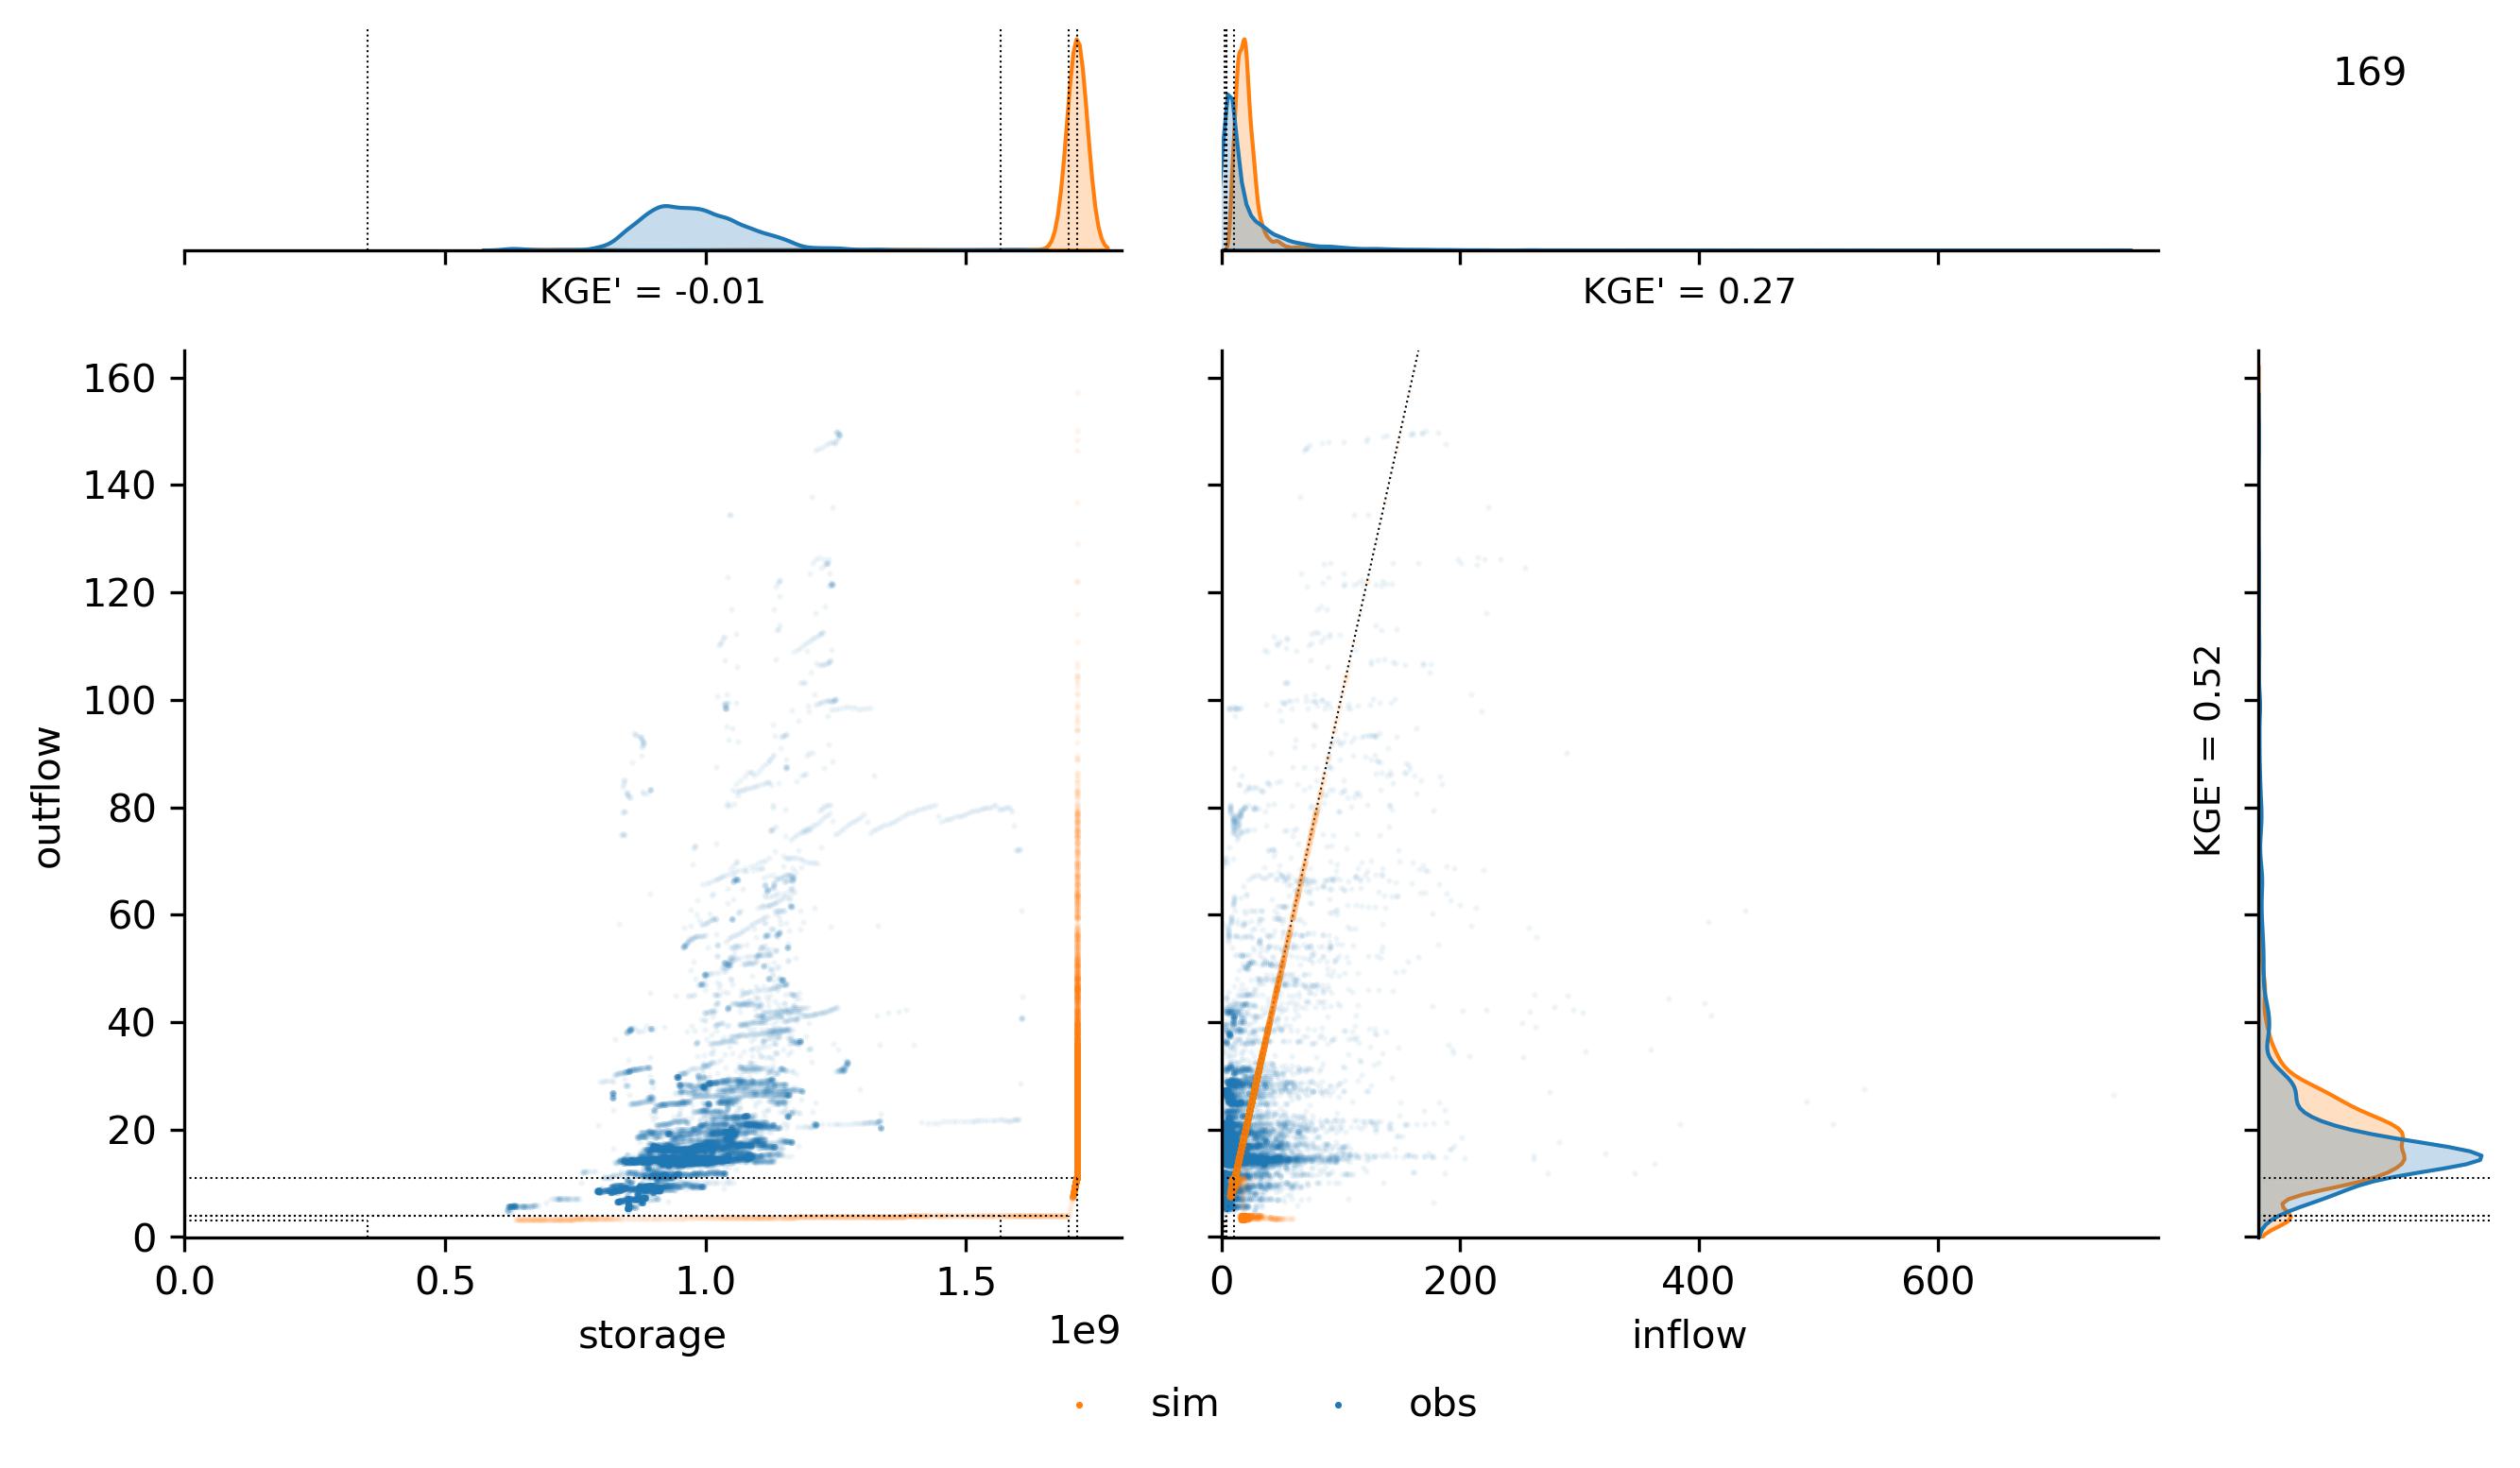 169
KGE' = -0.01
KGE' = 0.27
160
140
120
100
80
60
40
20
0
outflow
KGE' = 0.52
0.0 0.5 1.0 1.5
0 200 400 600
storage
1e9
inflow
sim
obs